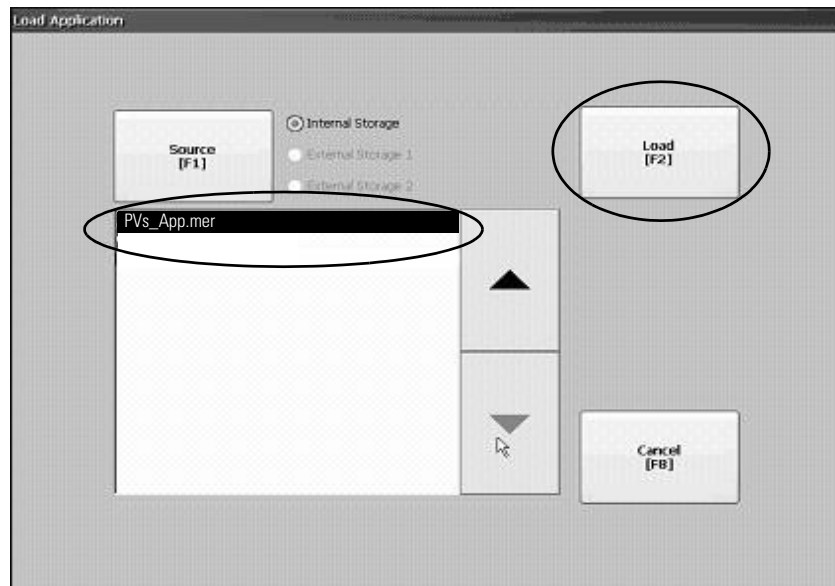 Load Application
Source
[F1]
Internal Storage
External Storage 1
External Storage 2
Load
[F2]
PVs_App.mer
Cancel
[F8]